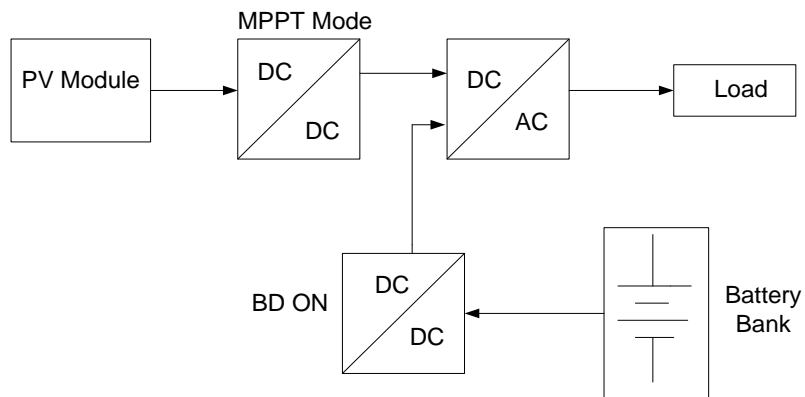 MPPT Mode
PV Module
DC
DC
DC
AC
Load
BD ON
DC
DC
Battery
Bank